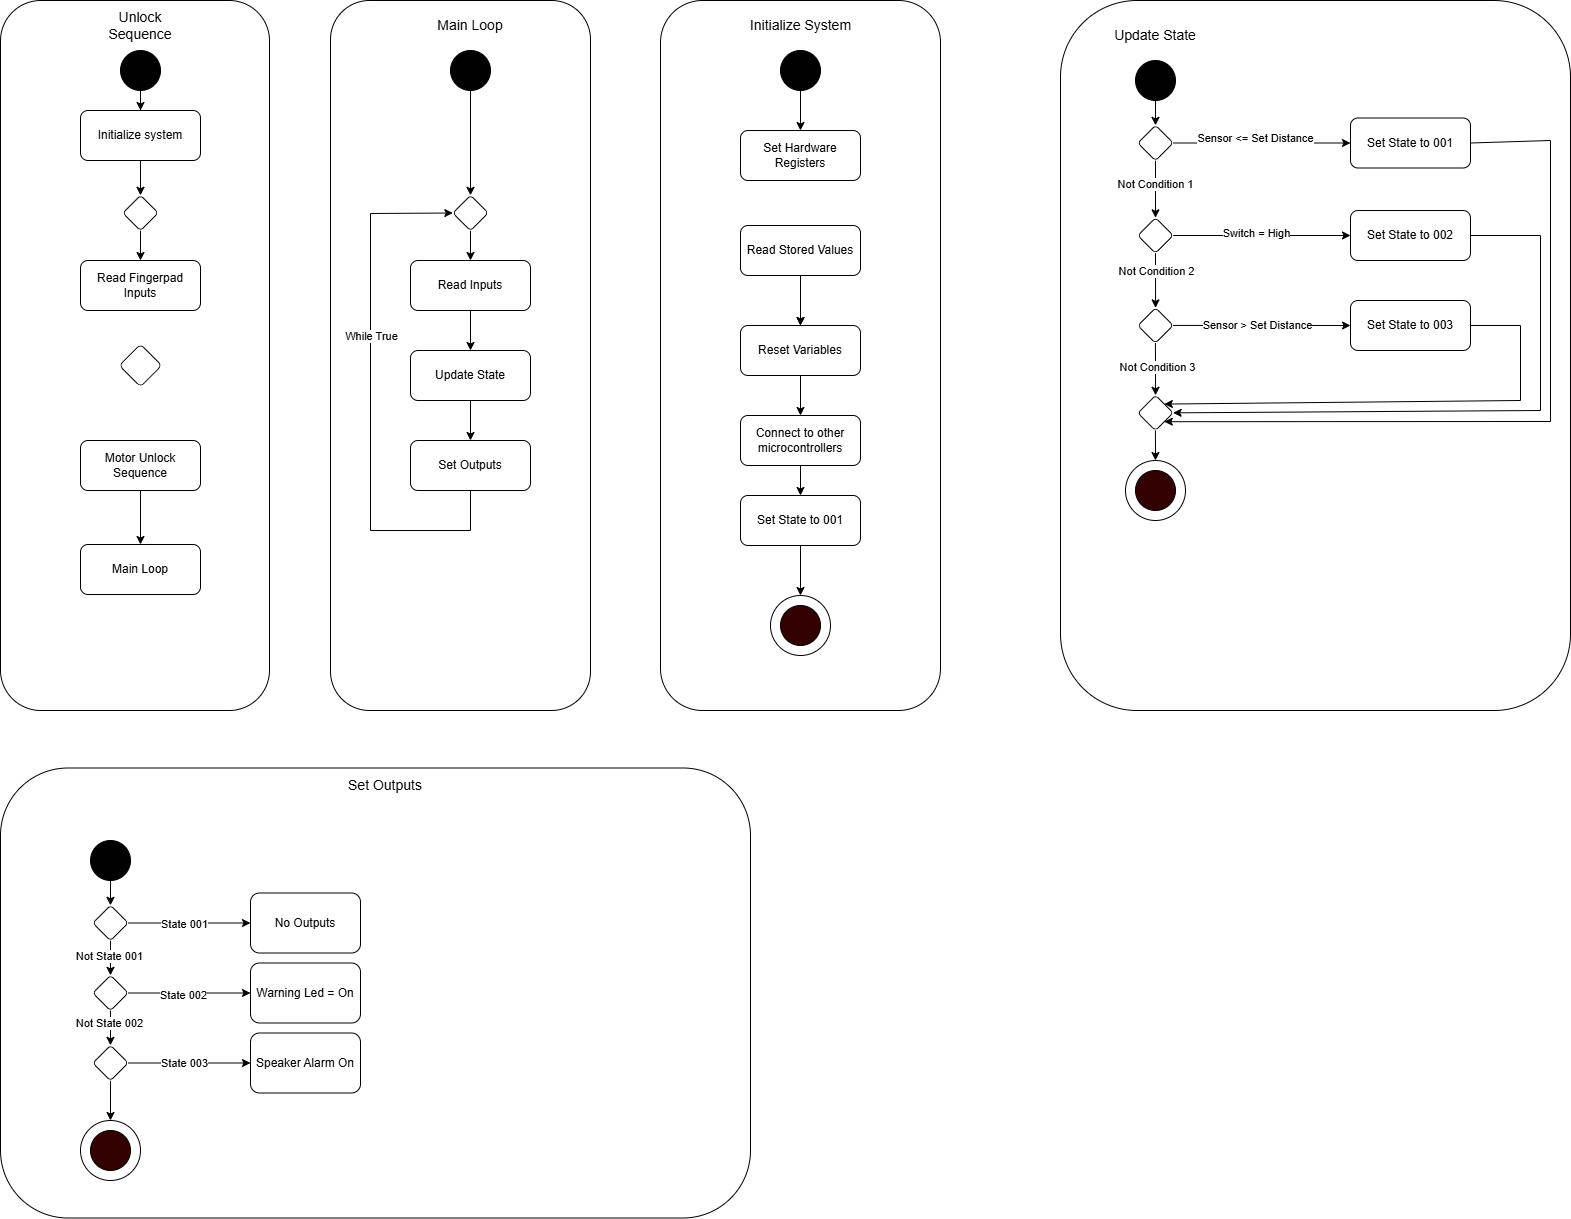 Unlock
Sequence
Initialize system
Read Fingerpad
Inputs
Motor Unlock
Sequence
Main Loop
Main Loop
Read Inputs
While True
Update State
Set Outputs
Initialize System
Set Hardware
Registers
Read Stored Values
Reset Variables
Connect to other
microcontrollers
Set State to 001
Update State
Sensor <= Set Distance
Set State to 001
Not Condition 1
Switch = High
Set State to 002
Not Condition 2
Sensor > Set Distance
Set State to 003
Not Condition 3
Set Outputs
State 001
No Outputs
Not State 001
State 002
Warning Led = On
Not State 002
State 003
Speaker Alarm On